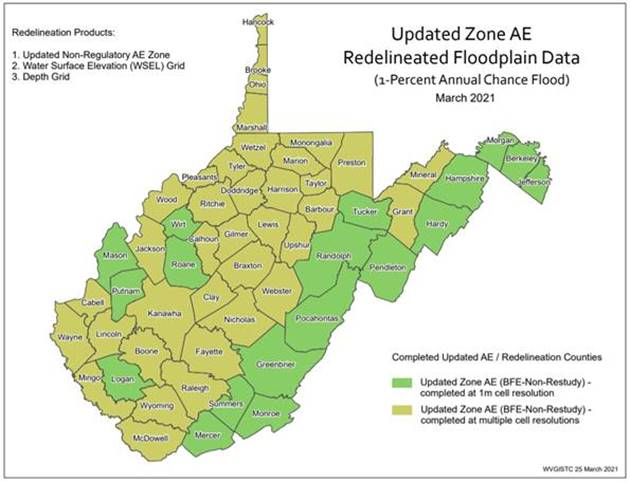 Updated Zone AE
Redelineated Floodplain Data
(1-Percent Annual Chance Flood)
March 2021
Redelineation Products:
1. Updated Non-Regulatory AE Zone
2. Water Surface Elevation (WSEL) Grid
3. Depth Grid
Hancock
Brooke
Ohio
Marshall
Wetzel
Monongalia
Marion
Preston
Morgan
Berkeley
Jefferson
Mineral
Hampshire
Tyler
Pleasants
Doddridge
Harrison
Taylor
Wood
Ritchie
Barbour
Tucker
Grant
Hardy
Wirt
Calhoun
Gilmer
Lewis
Upshur
Randolph
Pendleton
Mason
Jackson
Roane
Braxton
Webster
Putnam
Cabell
Clay
Kanawha
Nicholas
Pocahontas
Wayne
Lincoln
Boone
Fayette
Greenbrier
Mingo
Logan
Raleigh
Wyoming
Summers
Monroe
McDowell
Mercer
Completed Updated AE / Redelineation Counties
Updated Zone AE (BFE-Non-Restudy) -
completed at 1m cell resolution
Updated Zone AE (BFE-Non-Restudy) -
completed at multiple cell resolutions
WVGISTC 25 March 2021